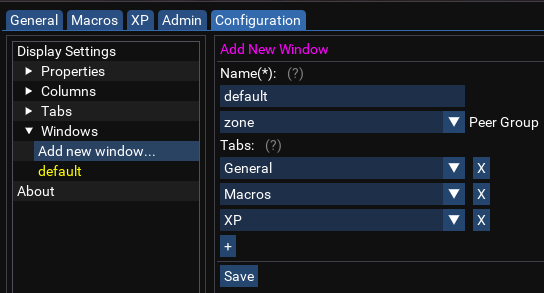 General Macros XP Admin Configuration
Display Settings
Properties
Columns
Tabs
Windows
Add new window...
default
About
Add New Window
Name(*): (?)
default
zone Peer Group
Tabs: (?)
General X
Macros X
XP X
+
Save